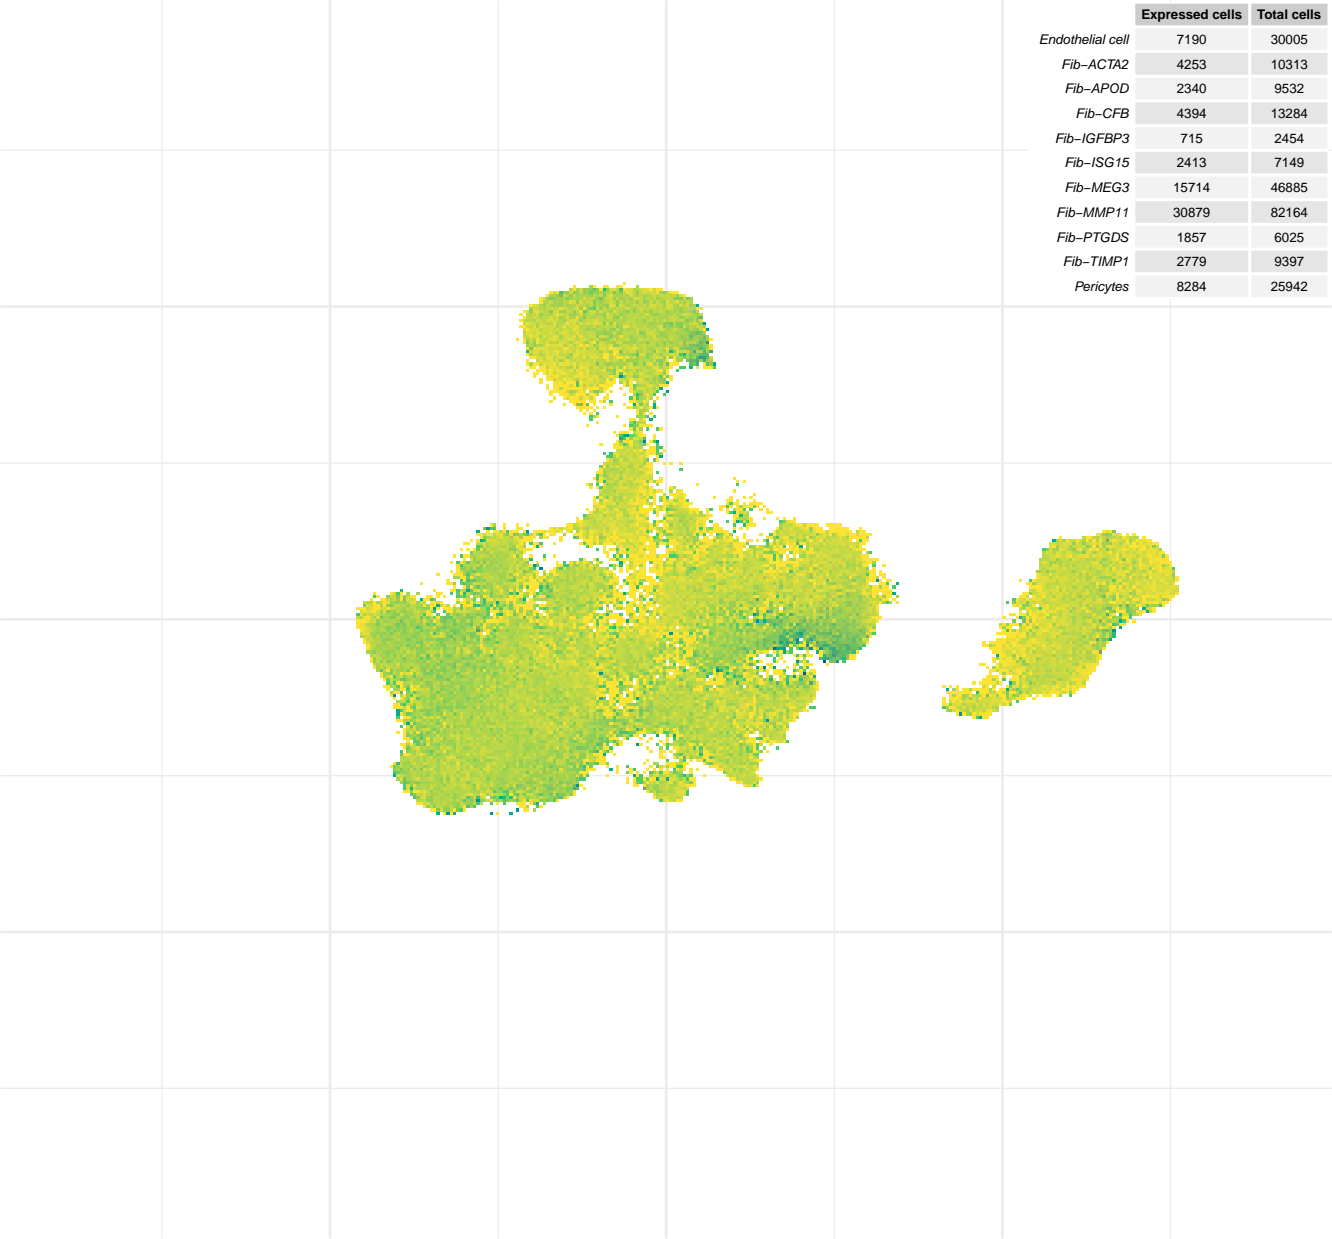 Expressed cells Total cells
Endothelial cell 7190 30005
Fib−ACTA2 4253 10313
Fib−APOD 2340 9532
Fib−CFB 4394 13284
Fib−IGFBP3 715 2454
Fib−ISG15 2413 7149
Fib−MEG3 15714 46885
Fib−MMP11 30879 82164
Fib−PTGDS 1857 6025
Fib−TIMP1 2779 9397
Pericytes 8284 25942